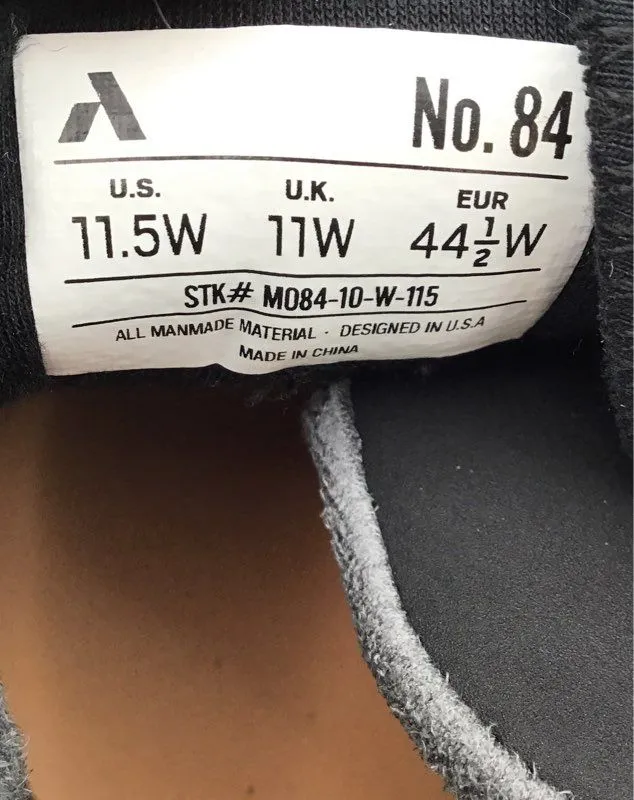 No. 84
U.S. U.K. EUR
11.5W 11W 44½W
STK# M084-10-W-115
ALL MANMADE MATERIAL · DESIGNED IN U.S.A
MADE IN CHINA